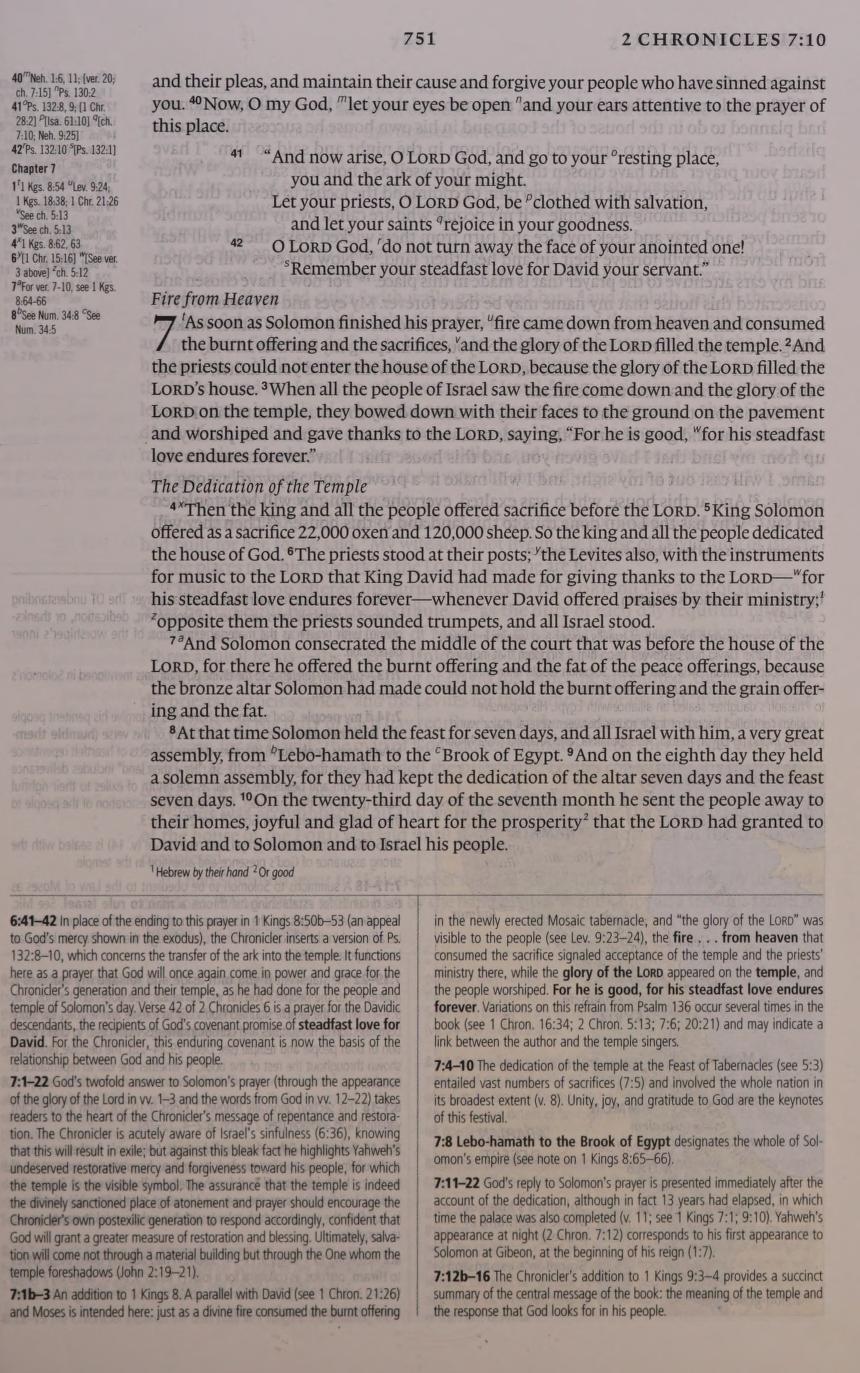 751 2 CHRONICLES 7:10
40 m Neh. 1:6, 11; [ver. 20;
ch. 7:15] n Ps. 130:2
41 o Ps. 132:8, 9; [1 Chr.
28:2] p [Isa. 61:10] q [ch.
7:10; Neh. 9:25]
42 r Ps. 132:10 s [Ps. 132:1]
Chapter 7
1 t 1 Kgs. 8:54 u Lev. 9:24;
1 Kgs. 18:38; 1 Chr. 21:26
v See ch. 5:13
3 w See ch. 5:13
4 x 1 Kgs. 8:62, 63
6 y [1 Chr. 15:16] w [See ver.
3 above] z ch. 5:12
7 a For ver. 7-10, see 1 Kgs.
8:64-66
8 b See Num. 34:8 c See
Num. 34:5
and their pleas, and maintain their cause and forgive your people who have sinned against
you. 40 Now, O my God, m let your eyes be open n and your ears attentive to the prayer of
this place.
41 “And now arise, O LORD God, and go to your o resting place,
you and the ark of your might.
Let your priests, O LORD God, be p clothed with salvation,
and let your saints q rejoice in your goodness.
42 O LORD God, r do not turn away the face of your anointed one!
s Remember your steadfast love for David your servant.”
Fire from Heaven
7 t As soon as Solomon finished his prayer, u fire came down from heaven and consumed
the burnt offering and the sacrifices, v and the glory of the LORD filled the temple. 2 And
the priests could not enter the house of the LORD, because the glory of the LORD filled the
LORD’s house. 3 When all the people of Israel saw the fire come down and the glory of the
LORD on the temple, they bowed down with their faces to the ground on the pavement
and worshiped and gave thanks to the LORD, saying, “For he is good, w for his steadfast
love endures forever.”
The Dedication of the Temple
4 x Then the king and all the people offered sacrifice before the LORD. 5 King Solomon
offered as a sacrifice 22,000 oxen and 120,000 sheep. So the king and all the people dedicated
the house of God. 6 The priests stood at their posts; y the Levites also, with the instruments
for music to the LORD that King David had made for giving thanks to the LORD—w for
his steadfast love endures forever—whenever David offered praises by their ministry; 1
z opposite them the priests sounded trumpets, and all Israel stood.
7 a And Solomon consecrated the middle of the court that was before the house of the
LORD, for there he offered the burnt offering and the fat of the peace offerings, because
the bronze altar Solomon had made could not hold the burnt offering and the grain offer-
ing and the fat.
8 At that time Solomon held the feast for seven days, and all Israel with him, a very great
assembly, from b Lebo-hamath to the c Brook of Egypt. 9 And on the eighth day they held
a solemn assembly, for they had kept the dedication of the altar seven days and the feast
seven days. 10 On the twenty-third day of the seventh month he sent the people away to
their homes, joyful and glad of heart for the prosperity 2 that the LORD had granted to
David and to Solomon and to Israel his people.
1 Hebrew by their hand 2 Or good
6:41–42 In place of the ending to this prayer in 1 Kings 8:50b–53 (an appeal
to God’s mercy shown in the exodus), the Chronicler inserts a version of Ps.
132:8–10, which concerns the transfer of the ark into the temple. It functions
here as a prayer that God will once again come in power and grace for the
Chronicler’s generation and their temple, as he had done for the people and
temple of Solomon’s day. Verse 42 of 2 Chronicles 6 is a prayer for the Davidic
descendants, the recipients of God’s covenant promise of steadfast love for
David. For the Chronicler, this enduring covenant is now the basis of the
relationship between God and his people.
7:1–22 God’s twofold answer to Solomon’s prayer (through the appearance
of the glory of the Lord in vv. 1–3 and the words from God in vv. 12–22) takes
readers to the heart of the Chronicler’s message of repentance and restora-
tion. The Chronicler is acutely aware of Israel’s sinfulness (6:36), knowing
that this will result in exile; but against this bleak fact he highlights Yahweh’s
undeserved restorative mercy and forgiveness toward his people, for which
the temple is the visible symbol. The assurance that the temple is indeed
the divinely sanctioned place of atonement and prayer should encourage the
Chronicler’s own postexilic generation to respond accordingly, confident that
God will grant a greater measure of restoration and blessing. Ultimately, salva-
tion will come not through a material building but through the One whom the
temple foreshadows (John 2:19–21).
7:1b–3 An addition to 1 Kings 8. A parallel with David (see 1 Chron. 21:26)
and Moses is intended here: just as a divine fire consumed the burnt offering
in the newly erected Mosaic tabernacle, and “the glory of the LORD” was
visible to the people (see Lev. 9:23–24), the fire . . . from heaven that
consumed the sacrifice signaled acceptance of the temple and the priests’
ministry there, while the glory of the LORD appeared on the temple, and
the people worshiped. For he is good, for his steadfast love endures
forever. Variations on this refrain from Psalm 136 occur several times in the
book (see 1 Chron. 16:34; 2 Chron. 5:13; 7:6; 20:21) and may indicate a
link between the author and the temple singers.
7:4–10 The dedication of the temple at the Feast of Tabernacles (see 5:3)
entailed vast numbers of sacrifices (7:5) and involved the whole nation in
its broadest extent (v. 8). Unity, joy, and gratitude to God are the keynotes
of this festival.
7:8 Lebo-hamath to the Brook of Egypt designates the whole of Sol-
omon’s empire (see note on 1 Kings 8:65–66).
7:11–22 God’s reply to Solomon’s prayer is presented immediately after the
account of the dedication, although in fact 13 years had elapsed, in which
time the palace was also completed (v. 11; see 1 Kings 7:1; 9:10). Yahweh’s
appearance at night (2 Chron. 7:12) corresponds to his first appearance to
Solomon at Gibeon, at the beginning of his reign (1:7).
7:12b–16 The Chronicler’s addition to 1 Kings 9:3–4 provides a succinct
summary of the central message of the book: the meaning of the temple and
the response that God looks for in his people.